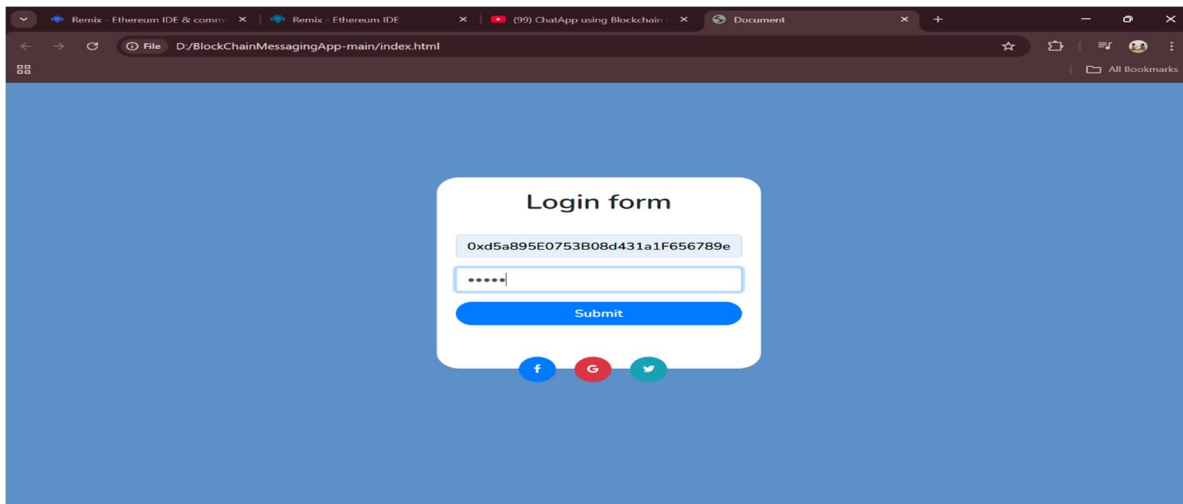 Remix - Ethereum IDE & comm
Remix - Ethereum IDE
(99) ChatApp using Blockchain
Document
File
D:/BlockChainMessagingApp-main/index.html
All Bookmarks
Login form
0xd5a895E0753B08d431a1F656789e
•••••
Submit
f
G